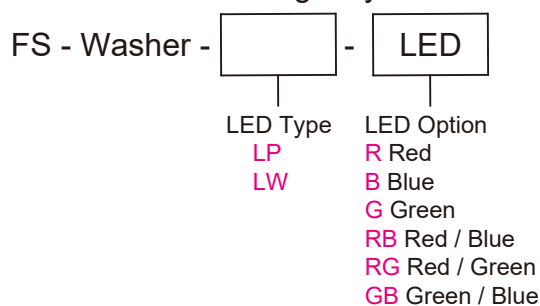 FS - Washer - - LED
LED Type LED Option
LP R Red
LW B Blue
G Green
RB Red / Blue
RG Red / Green
GB Green / Blue